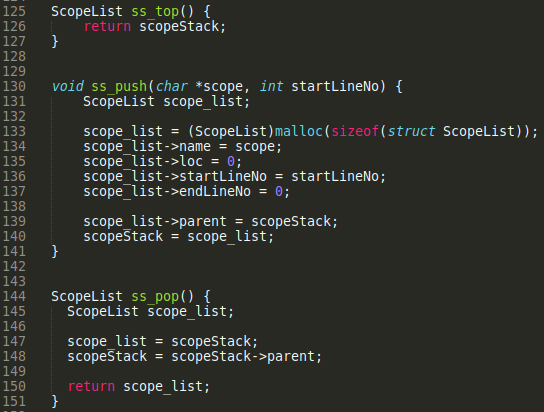 125 ScopeList ss_top() {
126     return scopeStack;
127 }
128
129
130 void ss_push(char *scope, int startLineNo) {
131     ScopeList scope_list;
132
133     scope_list = (ScopeList)malloc(sizeof(struct ScopeList));
134     scope_list->name = scope;
135     scope_list->loc = 0;
136     scope_list->startLineNo = startLineNo;
137     scope_list->endLineNo = 0;
138
139     scope_list->parent = scopeStack;
140     scopeStack = scope_list;
141 }
142
143
144 ScopeList ss_pop() {
145   ScopeList scope_list;
146
147   scope_list = scopeStack;
148   scopeStack = scopeStack->parent;
149
150   return scope_list;
151 }